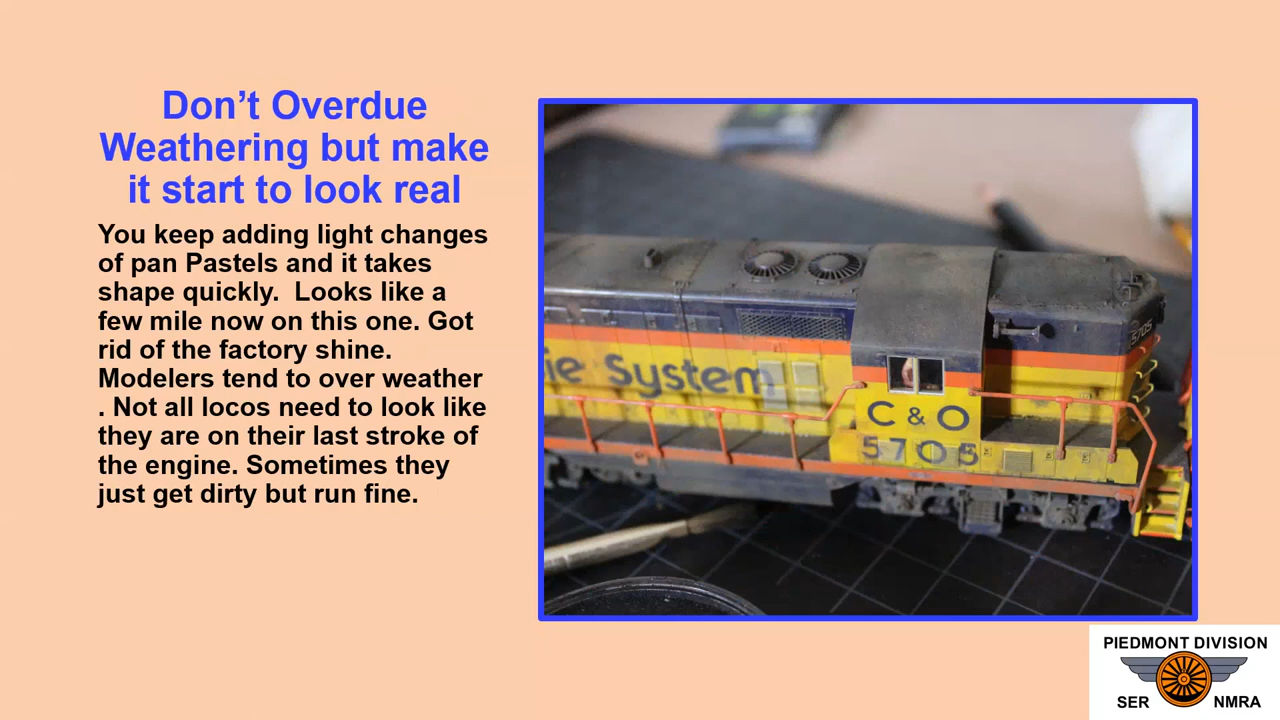 Don’t Overdue
Weathering but make
it start to look real
You keep adding light changes
of pan Pastels and it takes
shape quickly.  Looks like a
few mile now on this one. Got
rid of the factory shine.
Modelers tend to over weather
. Not all locos need to look like
they are on their last stroke of
the engine. Sometimes they
just get dirty but run fine.
ie System
C & O
5705
5705
PIEDMONT DIVISION
SER NMRA